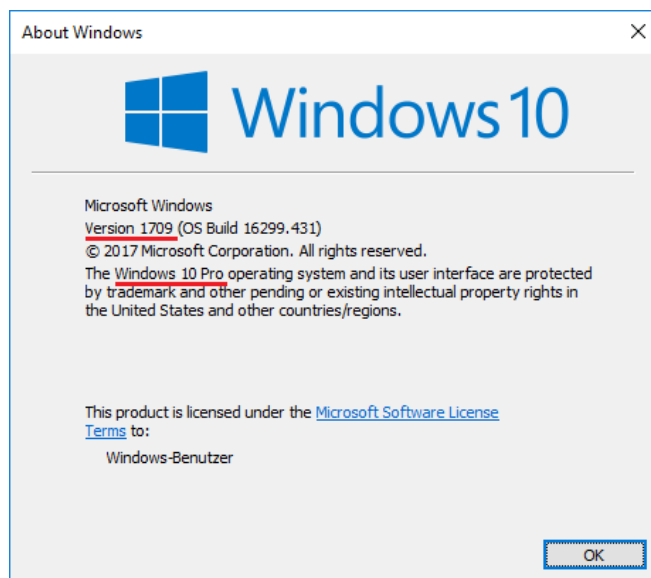 About Windows
Windows 10
Microsoft Windows
Version 1709 (OS Build 16299.431)
© 2017 Microsoft Corporation. All rights reserved.
The Windows 10 Pro operating system and its user interface are protected
by trademark and other pending or existing intellectual property rights in
the United States and other countries/regions.
This product is licensed under the Microsoft Software License
Terms to:
Windows-Benutzer
OK